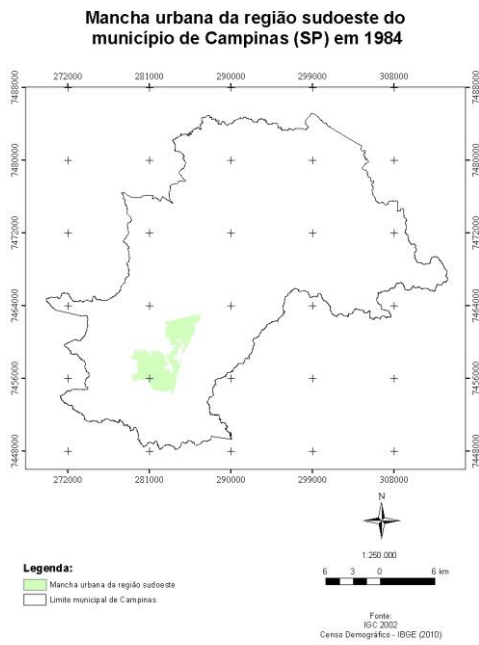 Mancha urbana da região sudoeste do
município de Campinas (SP) em 1984
272000 281000 290000 299000 308000
7488000 7488000
7480000 7480000
7472000 7472000
7464000 7464000
7456000 7456000
7448000 7448000
272000 281000 290000 299000 308000
N
1:250.000
Legenda:
Mancha urbana da região sudoeste
Limite municipal de Campinas
6 3 0 6 km
Fonte:
IGC 2002
Censo Demográfico - IBGE (2010)